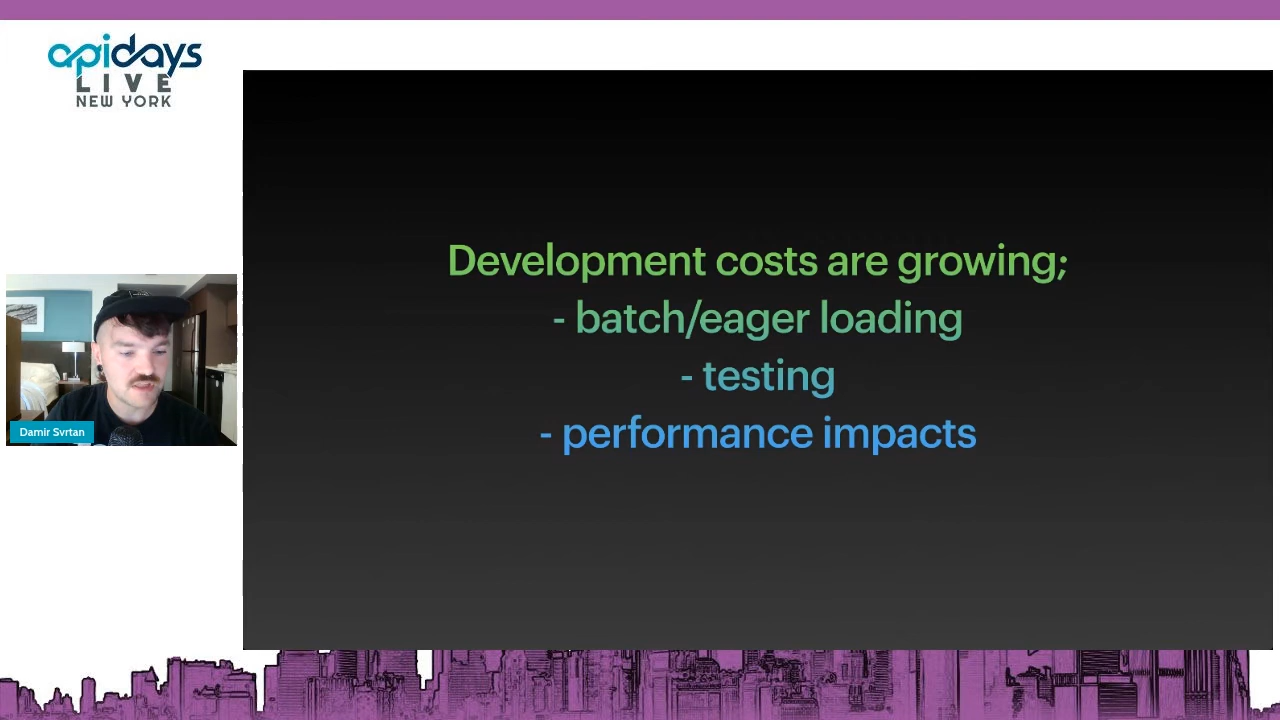 apidays
LIVE
NEW YORK
Development costs are growing;
- batch/eager loading
- testing
- performance impacts
Damir Svrtan